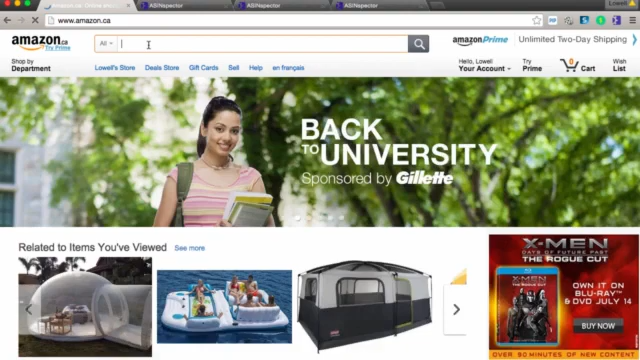 Amazon.ca: Online
ASINspector
ASINspector
ASINspector
Lowell
www.amazon.ca
amazon.ca
Try Prime
All
amazonPrime Unlimited Two-Day Shipping
Shop by
Department
Lowell's Store Deals Store Gift Cards Sell Help en français
Hello, Lowell
Your Account
Try
Prime
0
Cart
Wish
List
BACK
TO UNIVERSITY
Sponsored by Gillette
Related to Items You've Viewed See more
X-MEN
DAYS OF FUTURE PAST
THE ROGUE CUT
OWN IT ON
BLU-RAY™
& DVD JULY 14
BUY NOW
OVER 90 MINUTES OF NEW CONTENT